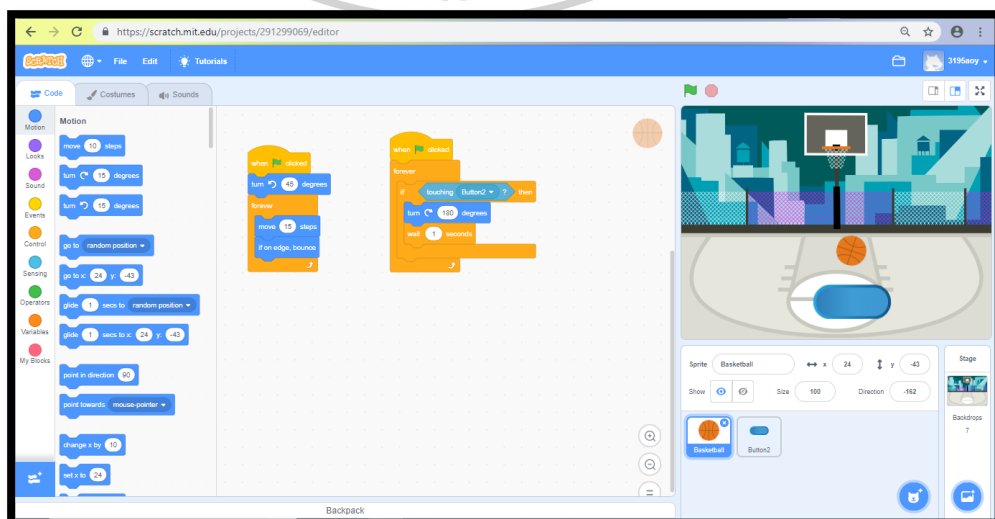 https://scratch.mit.edu/projects/291299069/editor
SCRATCH File Edit Tutorials 3195aoy
Code Costumes Sounds
Motion
Looks
Sound
Events
Control
Sensing
Operators
Variables
My Blocks
Motion
move 10 steps
turn 15 degrees
turn 15 degrees
go to random position
go to x: 24 y: -43
glide 1 secs to random position
glide 1 secs to x: 24 y: -43
point in direction 90
point towards mouse-pointer
change x by 10
set x to 24
when clicked
turn 45 degrees
forever
move 15 steps
if on edge, bounce
when clicked
forever
if touching Button2 ? then
turn 180 degrees
wait 1 seconds
Backpack
Sprite Basketball x 24 y -43
Show Size 100 Direction -162
Basketball
Button2
Stage
Backdrops
7